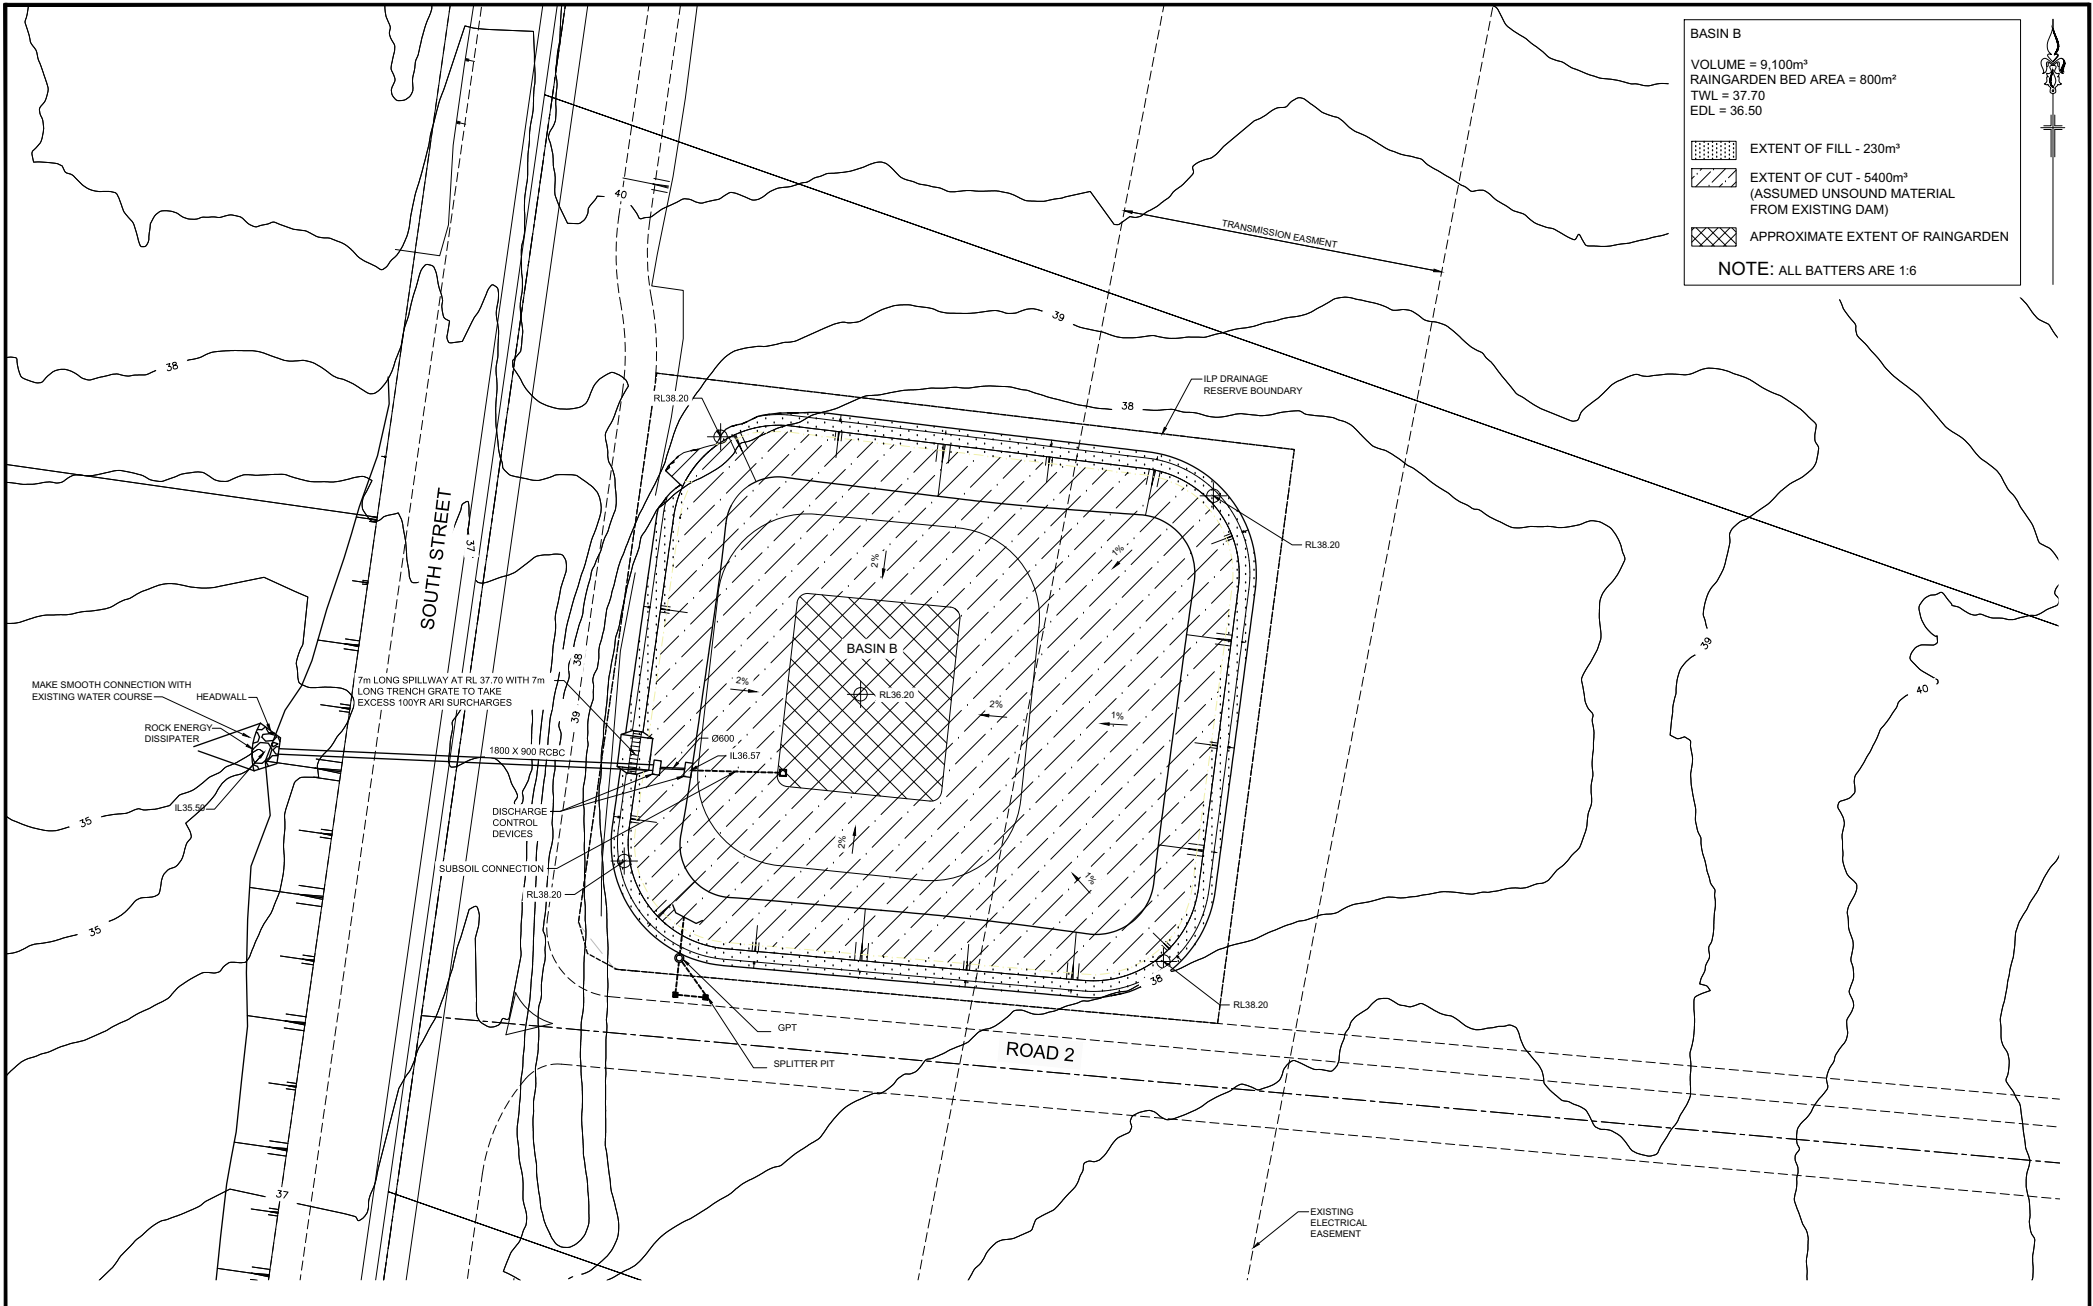 BASIN B
VOLUME = 9,100m³
RAINGARDEN BED AREA = 800m²
TWL = 37.70
EDL = 36.50
EXTENT OF FILL - 230m³
EXTENT OF CUT - 5400m³
(ASSUMED UNSOUND MATERIAL
FROM EXISTING DAM)
APPROXIMATE EXTENT OF RAINGARDEN
NOTE: ALL BATTERS ARE 1:6
40
TRANSMISSION EASMENT
39
38
ILP DRAINAGE
RESERVE BOUNDARY
RL38.20
38
SOUTH STREET
37
RL38.20
2%
1%
BASIN B
RL36.20
2%
2%
1%
2%
1%
38
39
39
40
MAKE SMOOTH CONNECTION WITH
EXISTING WATER COURSE
HEADWALL
ROCK ENERGY
DISSIPATER
7m LONG SPILLWAY AT RL 37.70 WITH 7m
LONG TRENCH GRATE TO TAKE
EXCESS 100YR ARI SURCHARGES
1800 X 900 RCBC
Ø600
IL36.57
IL35.50
35
DISCHARGE
CONTROL
DEVICES
SUBSOIL CONNECTION
RL38.20
35
38
RL38.20
GPT
SPLITTER PIT
ROAD 2
37
EXISTING
ELECTRICAL
EASEMENT